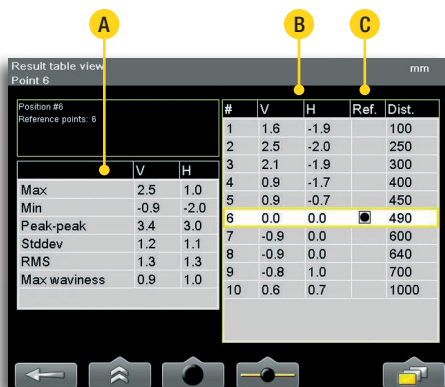 A B C
Result table view
Point 6
mm
Position #6
Reference points: 6
V H
Max 2.5 1.0
Min -0.9 -2.0
Peak-peak 3.4 3.0
Stddev 1.2 1.1
RMS 1.3 1.3
Max waviness 0.9 1.0
# V H Ref. Dist.
1 1.6 -1.9 100
2 2.5 -2.0 250
3 2.1 -1.9 300
4 0.9 -1.7 400
5 0.9 -0.7 450
6 0.0 0.0 490
7 -0.9 0.0 600
8 -0.9 0.0 640
9 -0.8 1.0 700
10 0.6 0.7 1000